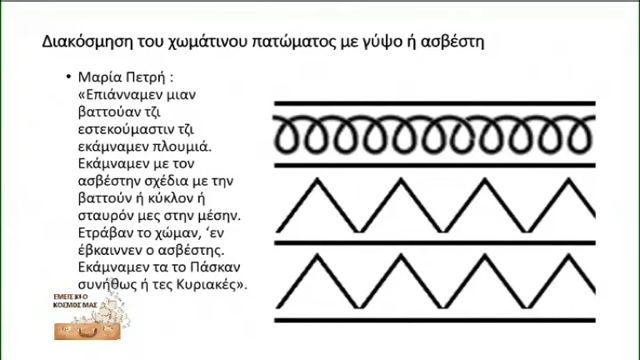 Διακόσμηση του χωμάτινου πατώματος με γύψο ή ασβέστη
• Μαρία Πετρή :
«Επιάνναμεν μιαν
βαττούαν τζι
εστεκούμαστιν τζι
εκάμναμεν πλουμιά.
Εκάμναμεν με τον
ασβέστην σχέδια με την
βαττούν ή κύκλον ή
σταυρόν μες στην μέσην.
Ετράβαν το χώμαν, ‘εν
έβκαιννεν ο ασβέστης.
Εκάμναμεν τα το Πάσκαν
συνήθως ή τες Κυριακές».
ΕΜΕΙΣ ΚΙ Ο
ΚΟΣΜΟΣ ΜΑΣ